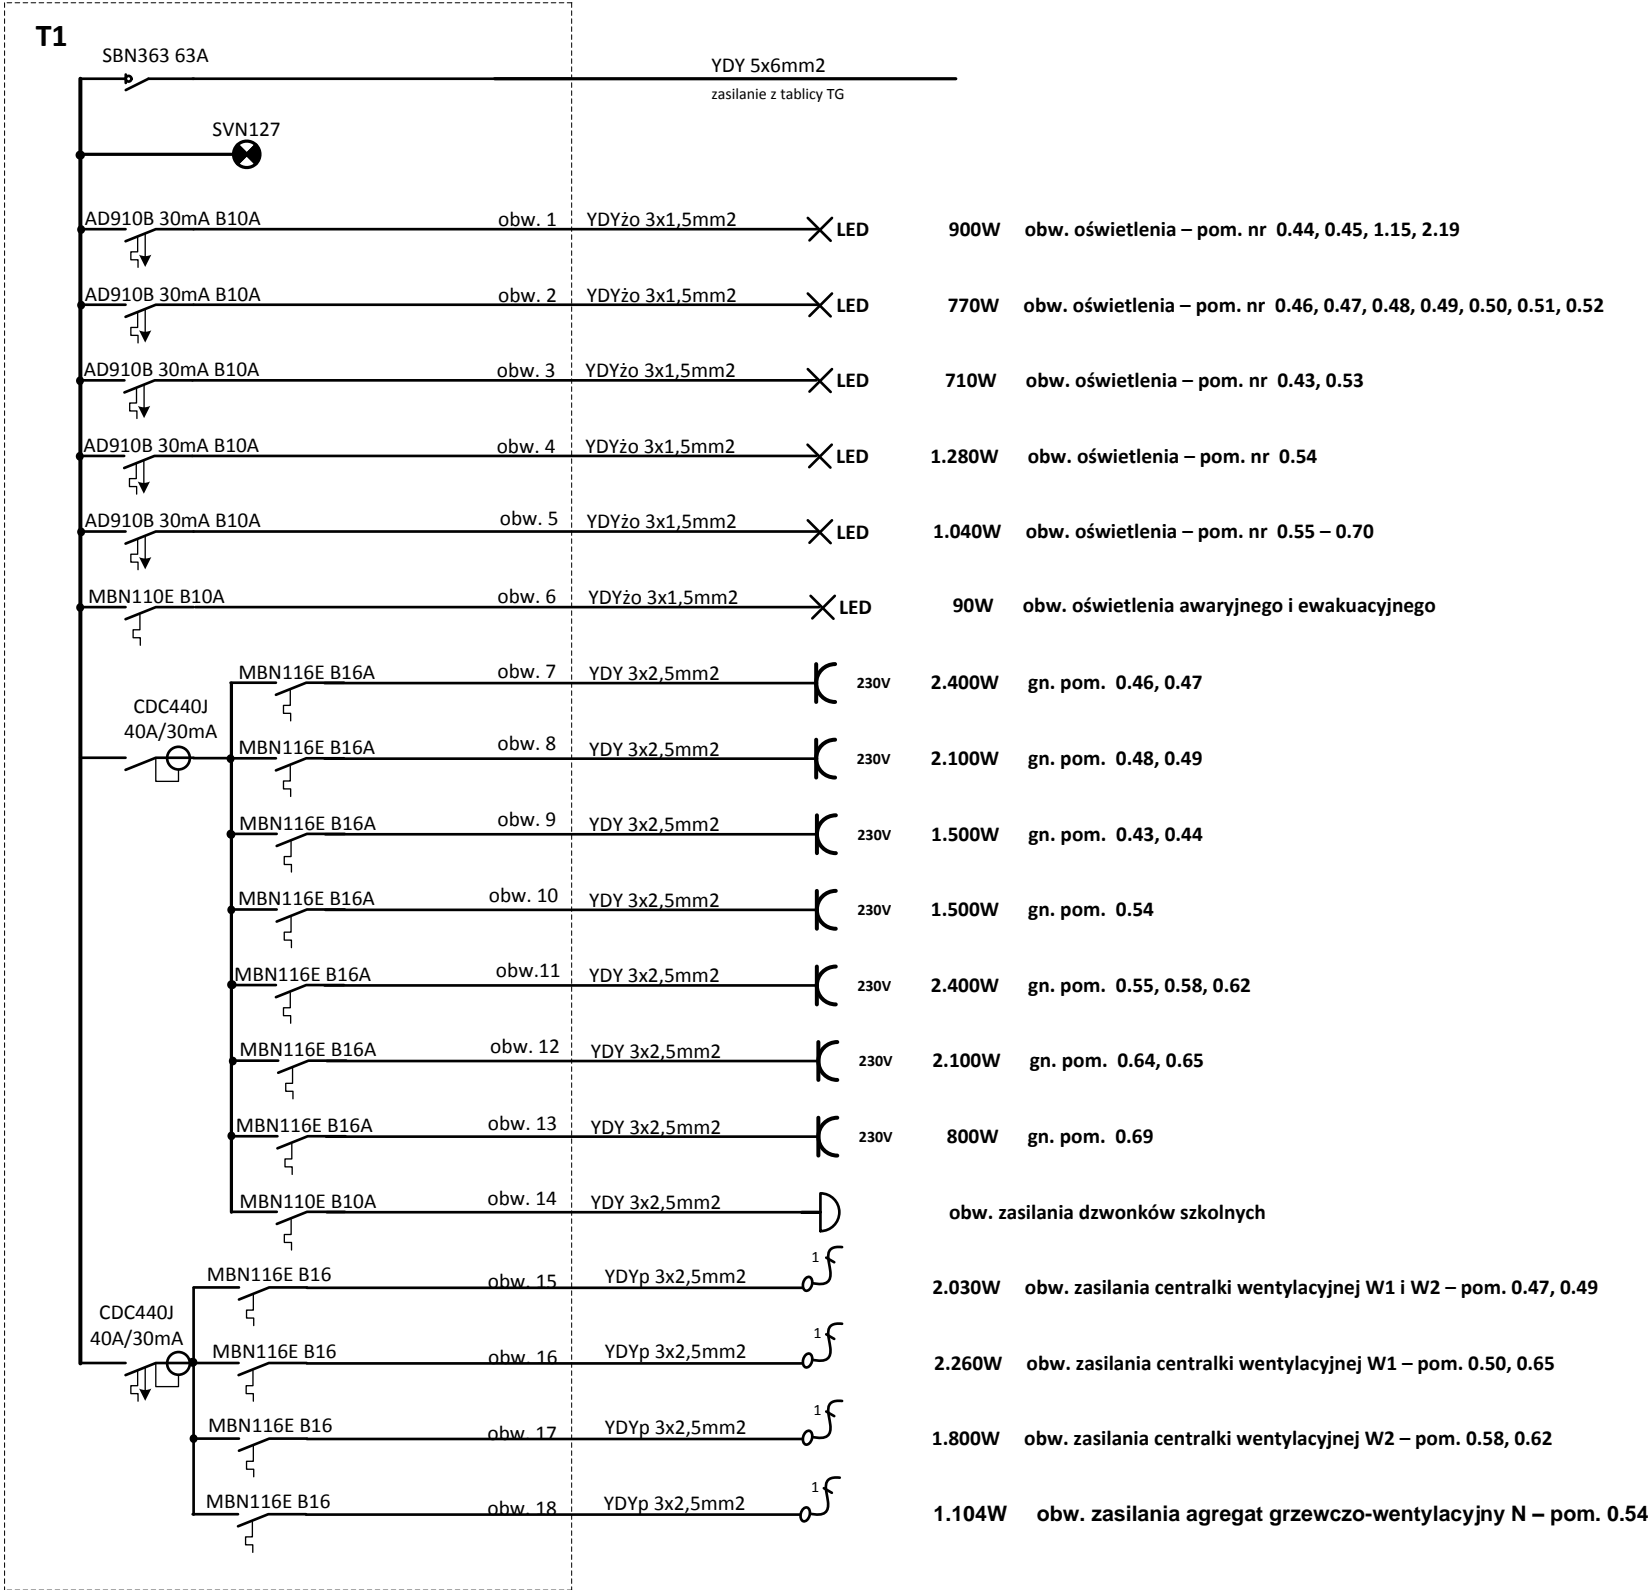 T1
SBN363 63A
YDY 5x6mm2
zasilanie z tablicy TG
SVN127
AD910B 30mA B10A obw. 1 YDYżo 3x1,5mm2 LED 900W obw. oświetlenia – pom. nr 0.44, 0.45, 1.15, 2.19
AD910B 30mA B10A obw. 2 YDYżo 3x1,5mm2 LED 770W obw. oświetlenia – pom. nr 0.46, 0.47, 0.48, 0.49, 0.50, 0.51, 0.52
AD910B 30mA B10A obw. 3 YDYżo 3x1,5mm2 LED 710W obw. oświetlenia – pom. nr 0.43, 0.53
AD910B 30mA B10A obw. 4 YDYżo 3x1,5mm2 LED 1.280W obw. oświetlenia – pom. nr 0.54
AD910B 30mA B10A obw. 5 YDYżo 3x1,5mm2 LED 1.040W obw. oświetlenia – pom. nr 0.55 – 0.70
MBN110E B10A obw. 6 YDYżo 3x1,5mm2 LED 90W obw. oświetlenia awaryjnego i ewakuacyjnego
MBN116E B16A obw. 7 YDY 3x2,5mm2 230V 2.400W gn. pom. 0.46, 0.47
CDC440J
40A/30mA
MBN116E B16A obw. 8 YDY 3x2,5mm2 230V 2.100W gn. pom. 0.48, 0.49
MBN116E B16A obw. 9 YDY 3x2,5mm2 230V 1.500W gn. pom. 0.43, 0.44
MBN116E B16A obw. 10 YDY 3x2,5mm2 230V 1.500W gn. pom. 0.54
MBN116E B16A obw.11 YDY 3x2,5mm2 230V 2.400W gn. pom. 0.55, 0.58, 0.62
MBN116E B16A obw. 12 YDY 3x2,5mm2 230V 2.100W gn. pom. 0.64, 0.65
MBN116E B16A obw. 13 YDY 3x2,5mm2 230V 800W gn. pom. 0.69
MBN110E B10A obw. 14 YDY 3x2,5mm2 obw. zasilania dzwonków szkolnych
MBN116E B16 obw. 15 YDYp 3x2,5mm2 1 2.030W obw. zasilania centralki wentylacyjnej W1 i W2 – pom. 0.47, 0.49
CDC440J
40A/30mA
MBN116E B16 obw. 16 YDYp 3x2,5mm2 1 2.260W obw. zasilania centralki wentylacyjnej W1 – pom. 0.50, 0.65
MBN116E B16 obw. 17 YDYp 3x2,5mm2 1 1.800W obw. zasilania centralki wentylacyjnej W2 – pom. 0.58, 0.62
MBN116E B16 obw. 18 YDYp 3x2,5mm2 1 1.104W obw. zasilania agregat grzewczo-wentylacyjny N – pom. 0.54